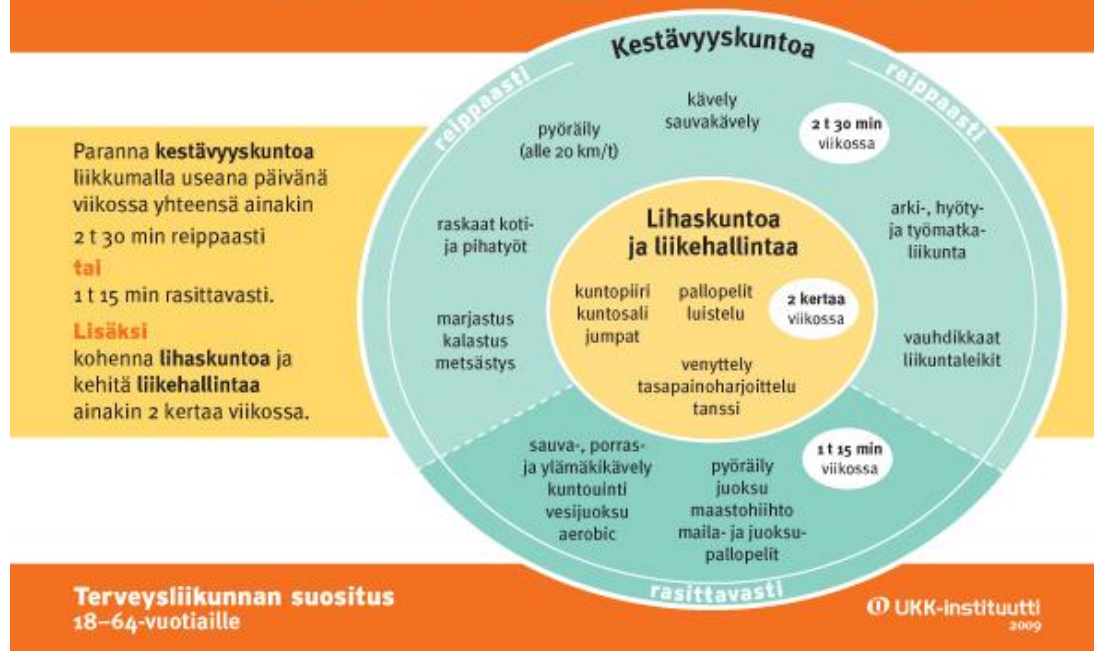 Kestävyyskuntoa
reippaasti
reippaasti
kävely
sauvakävely
2 t 30 min
viikossa
pyöräily
(alle 20 km/t)
Paranna kestävyyskuntoa
liikkumalla useana päivänä
viikossa yhteensä ainakin
2 t 30 min reippaasti
tai
1 t 15 min rasittavasti.
Lisäksi
kohenna lihaskuntoa ja
kehitä liikehallintaa
ainakin 2 kertaa viikossa.
raskaat koti-
ja pihatyöt
marjastus
kalastus
metsästys
Lihaskuntoa
ja liikehallintaa
kuntopiiri
kuntosali
jumpat
pallopelit
luistelu
2 kertaa
viikossa
venyttely
tasapainoharjoittelu
tanssi
arki-, hyöty-
ja työmatka-
liikunta
vauhdikkaat
liikuntaleikit
sauva-, porras-
ja ylämäkikävely
kuntouinti
vesijuoksu
aerobic
pyöräily
juoksu
maastohiihto
maila- ja juoksu-
pallopelit
1 t 15 min
viikossa
rasittavasti
Terveysliikunnan suositus
18–64-vuotiaille
UKK-instituutti
2009